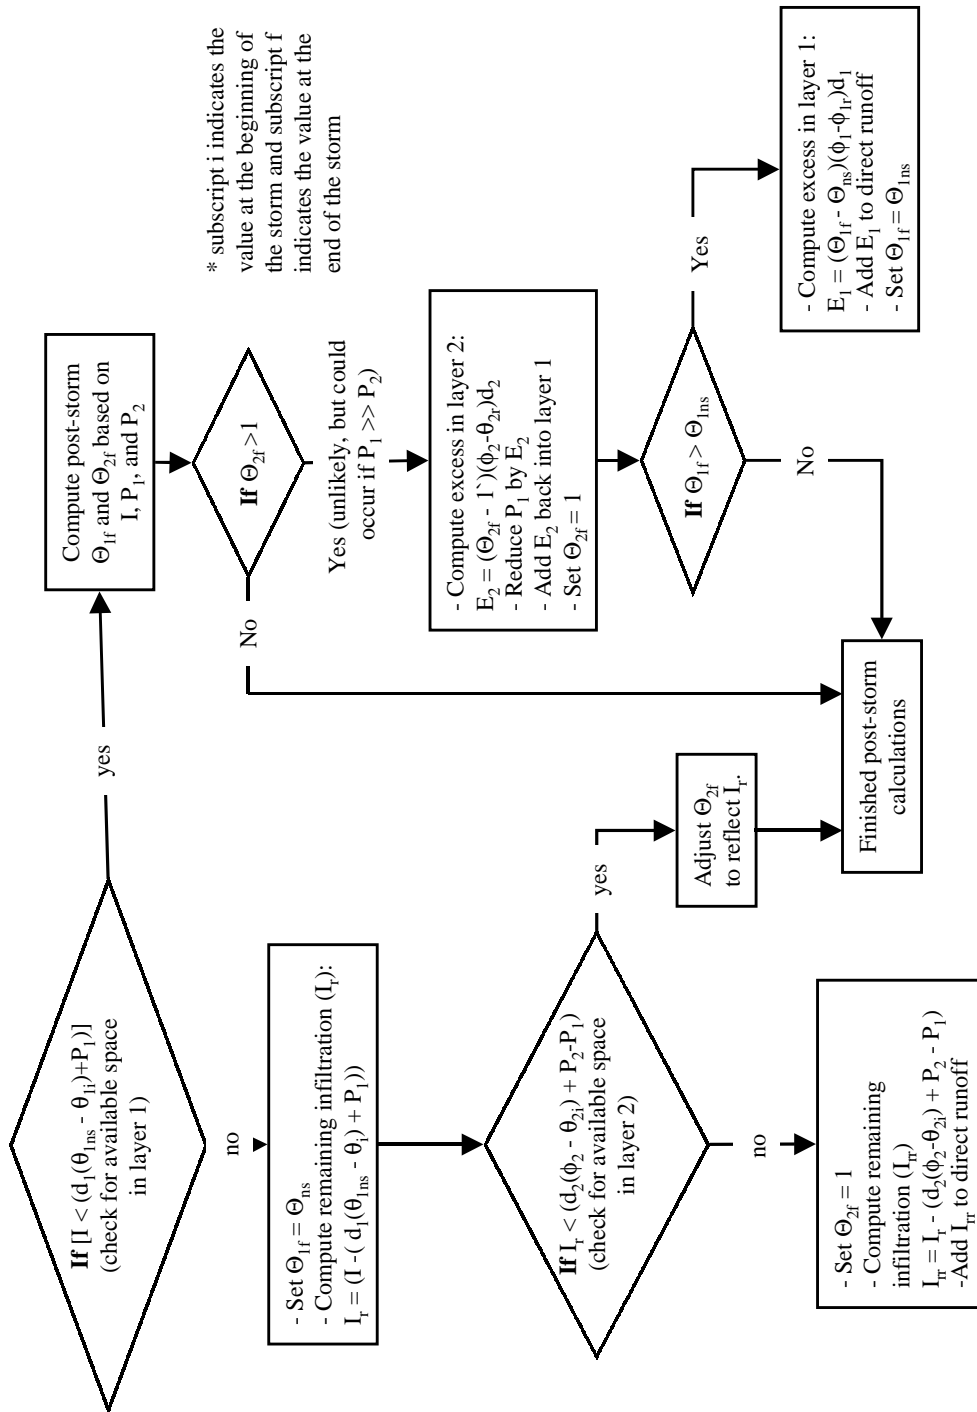 If [I < (d₁(θ₁ns - θ₁i)+P₁)]
(check for available space
in layer 1)
yes
Compute post-storm
Θ₁f and Θ₂f based on
I, P₁, and P₂
* subscript i indicates the
value at the beginning of
the storm and subscript f
indicates the value at the
end of the storm
If Θ₂f >1
No
Yes (unlikely, but could
occur if P₁ >> P₂)
no
- Set Θ₁f = Θns
- Compute remaining infiltration (Ir):
Ir = (I -( d₁(θ₁ns - θi) + P₁))
- Compute excess in layer 2:
E₂ = (Θ₂f - 1`)(ϕ₂-θ₂r)d₂
- Reduce P₁ by E₂
- Add E₂ back into layer 1
- Set Θ₂f = 1
If Ir < (d₂(ϕ₂ - θ₂i) + P₂-P₁)
(check for available space
in layer 2)
yes
If Θ₁f > Θ₁ns
Yes
Adjust Θ₂f
to reflect Ir.
no
No
- Set Θ₂f = 1
- Compute remaining
infiltration (Irr)
Irr = Ir - (d₂(ϕ₂-θ₂i) + P₂ - P₁)
-Add Irr to direct runoff
Finished post-storm
calculations
- Compute excess in layer 1:
E₁ = (Θ₁f - Θns)(ϕ₁-ϕ₁r)d₁
- Add E₁ to direct runoff
- Set Θ₁f = Θ₁ns